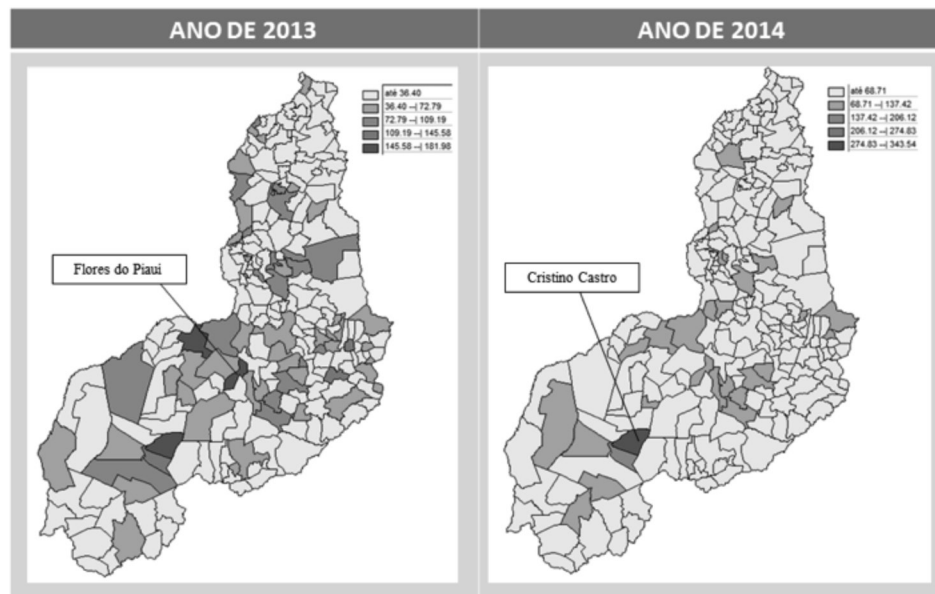 ANO DE 2013
até 36.40
36.40 --| 72.79
72.79 --| 109.19
109.19 --| 145.58
145.58 --| 181.98
Flores do Piaui
ANO DE 2014
até 68.71
68.71 --| 137.42
137.42 --| 206.12
206.12 --| 274.83
274.83 --| 343.54
Cristino Castro